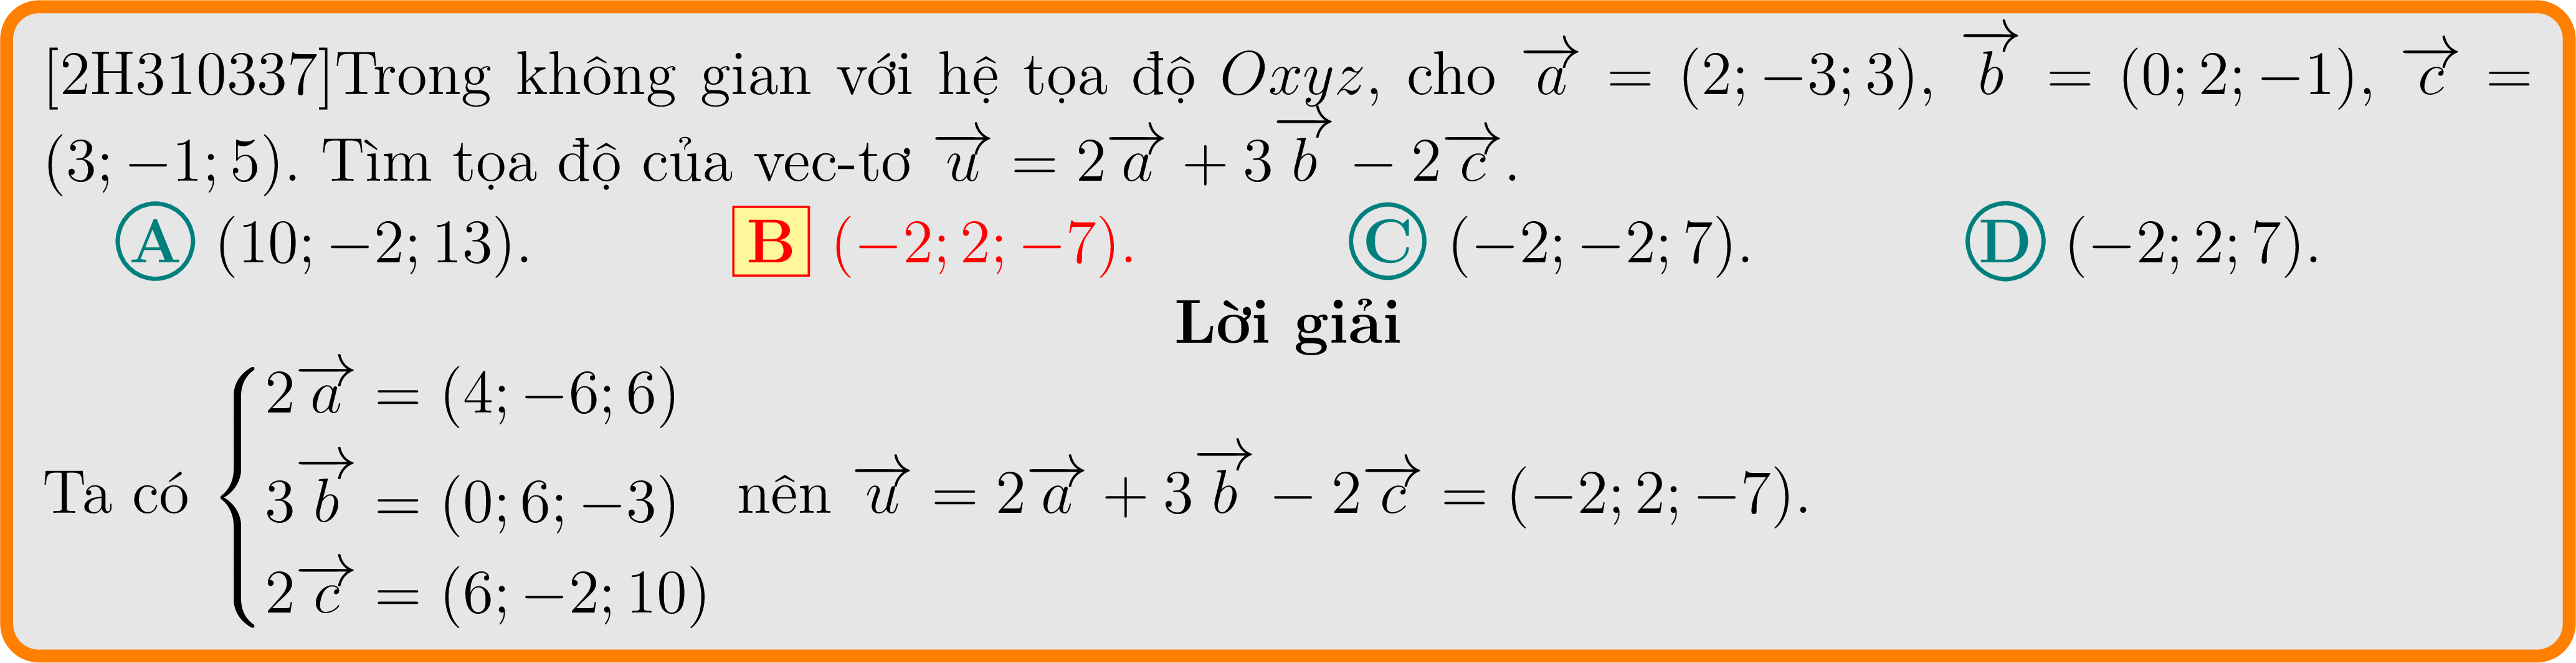 [2H310337]Trong không gian với hệ tọa độ $Oxyz$, cho $\overrightarrow{a} = (2; -3; 3)$, $\overrightarrow{b} = (0; 2; -1)$, $\overrightarrow{c} =$
$(3; -1; 5)$. Tìm tọa độ của vec-tơ $\overrightarrow{u} = 2\overrightarrow{a} + 3\overrightarrow{b} - 2\overrightarrow{c}$.
A $(10; -2; 13)$. B $(-2; 2; -7)$. C $(-2; -2; 7)$. D $(-2; 2; 7)$.
Lời giải
Ta có $\begin{cases} 2\overrightarrow{a} = (4; -6; 6) \\ 3\overrightarrow{b} = (0; 6; -3) \\ 2\overrightarrow{c} = (6; -2; 10) \end{cases}$ nên $\overrightarrow{u} = 2\overrightarrow{a} + 3\overrightarrow{b} - 2\overrightarrow{c} = (-2; 2; -7)$.